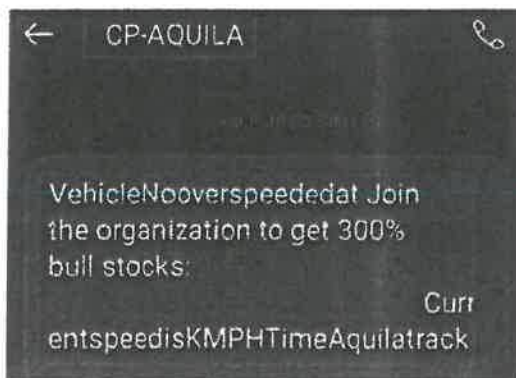 CP-AQUILA
VehicleNooverspeededat Join
the organization to get 300%
bull stocks:
Curr
entspeedisKMPHTimeAquilatrack